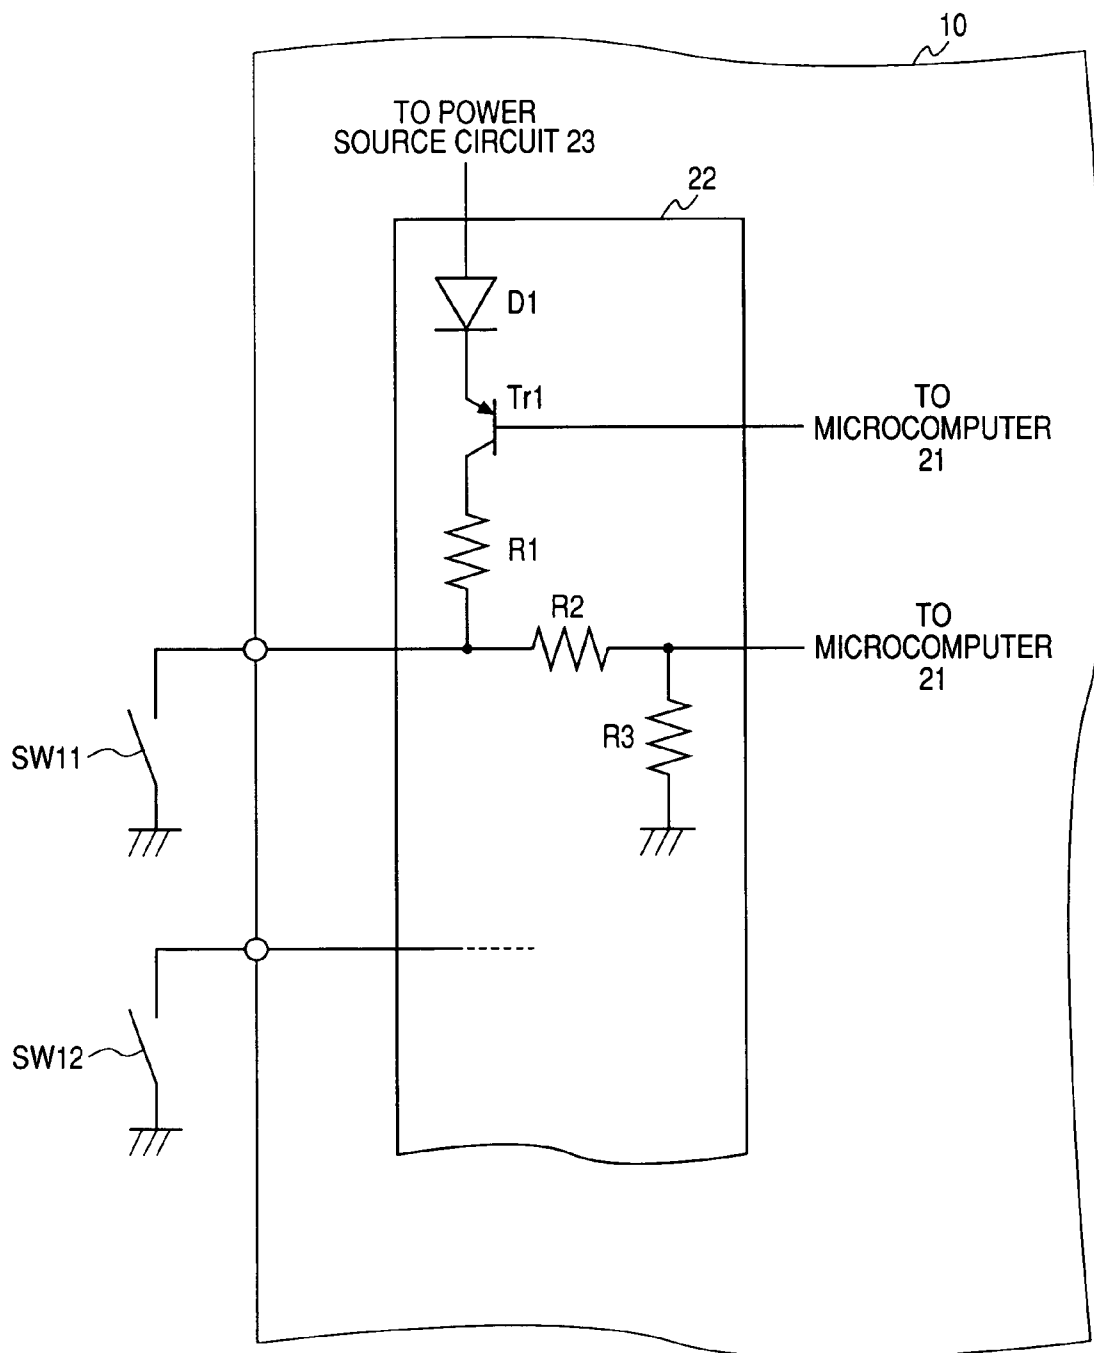 10
TO POWER
SOURCE CIRCUIT 23
22
D1
Tr1
TO
MICROCOMPUTER
21
R1
R2
TO
MICROCOMPUTER
21
R3
SW11
SW12